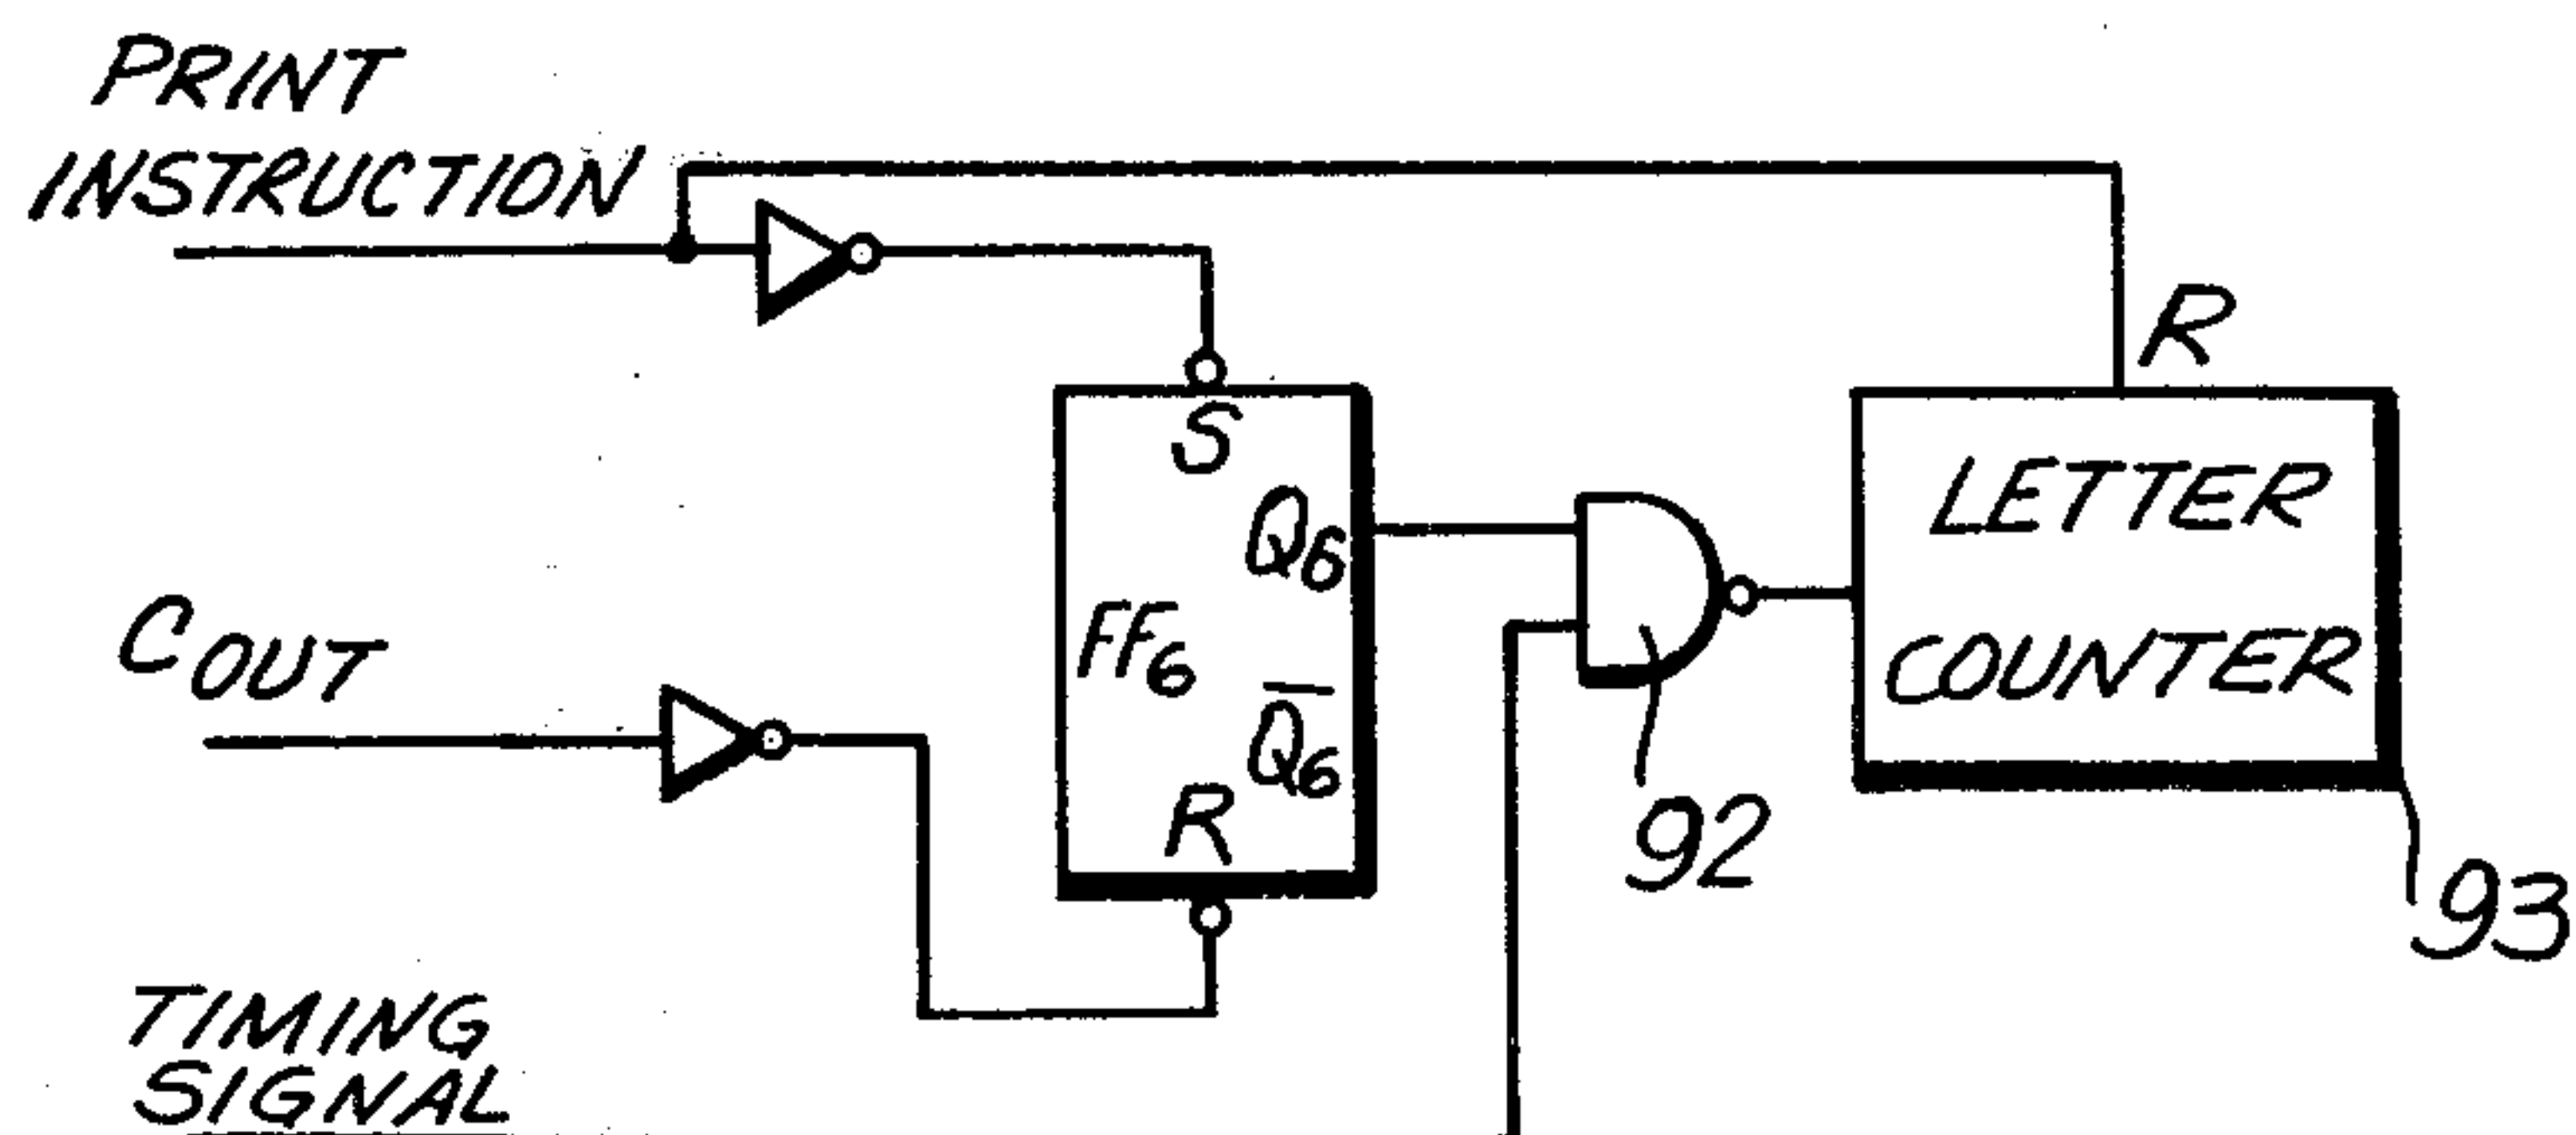 PRINT
INSTRUCTION
R
S
LETTER
Q6
FF6
COUNTER
COUT
Q̅6
R
92
93
TIMING
SIGNAL